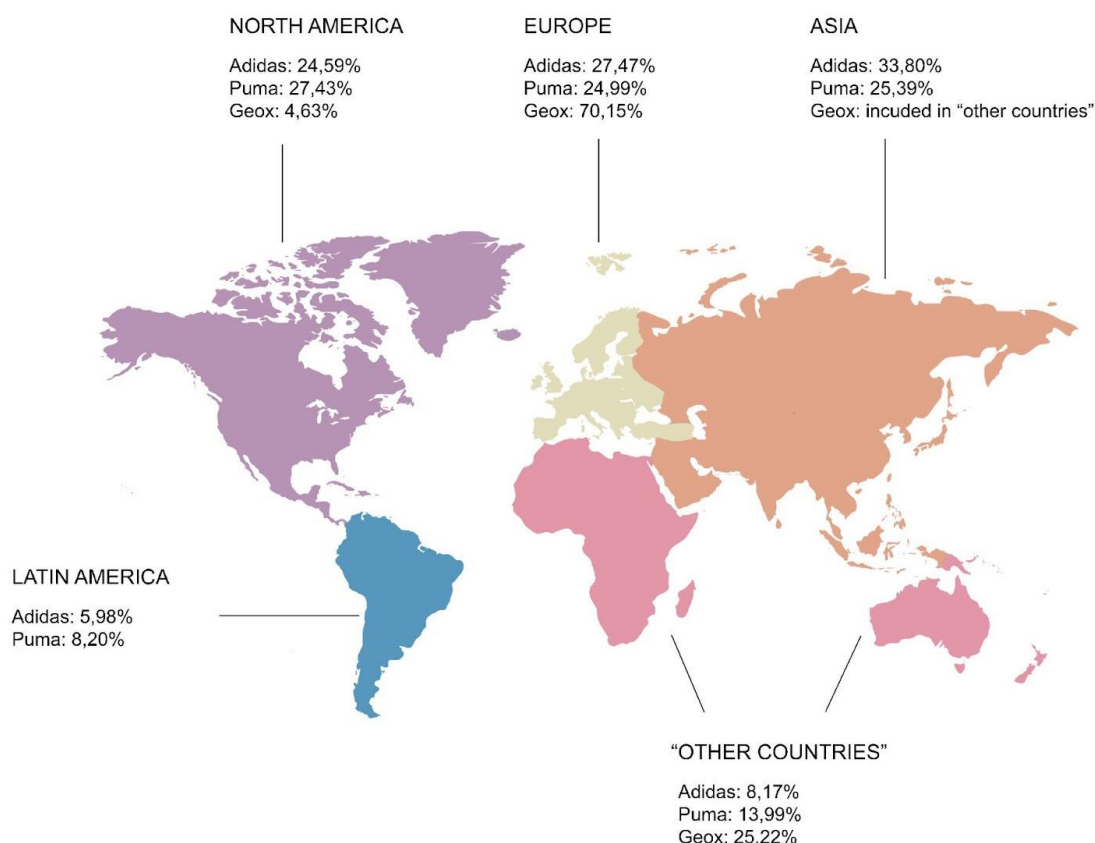 NORTH AMERICA
Adidas: 24,59%
Puma: 27,43%
Geox: 4,63%
EUROPE
Adidas: 27,47%
Puma: 24,99%
Geox: 70,15%
ASIA
Adidas: 33,80%
Puma: 25,39%
Geox: incuded in “other countries”
LATIN AMERICA
Adidas: 5,98%
Puma: 8,20%
“OTHER COUNTRIES”
Adidas: 8,17%
Puma: 13,99%
Geox: 25,22%